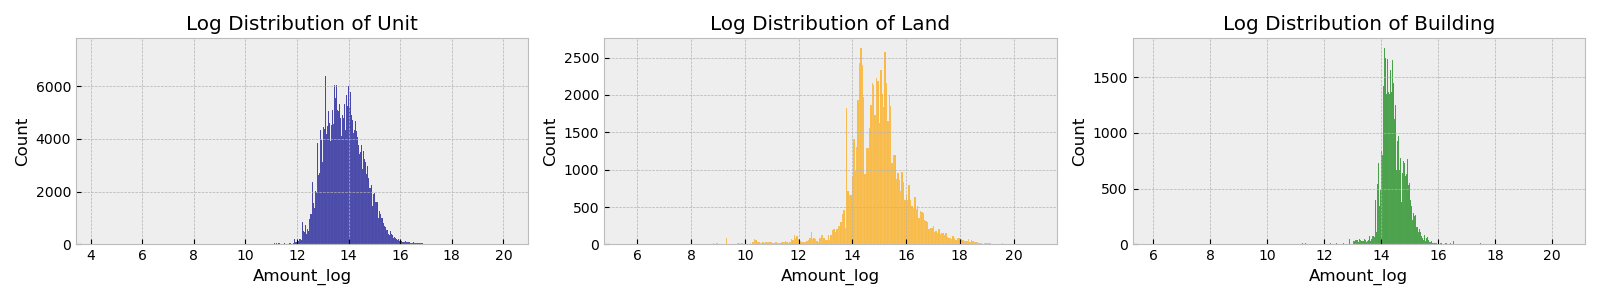 Log Distribution of Unit
Count
6000
4000
2000
0
4 6 8 10 12 14 16 18 20
Amount_log
Log Distribution of Land
Count
2500
2000
1500
1000
500
0
6 8 10 12 14 16 18 20
Amount_log
Log Distribution of Building
Count
1500
1000
500
0
6 8 10 12 14 16 18 20
Amount_log